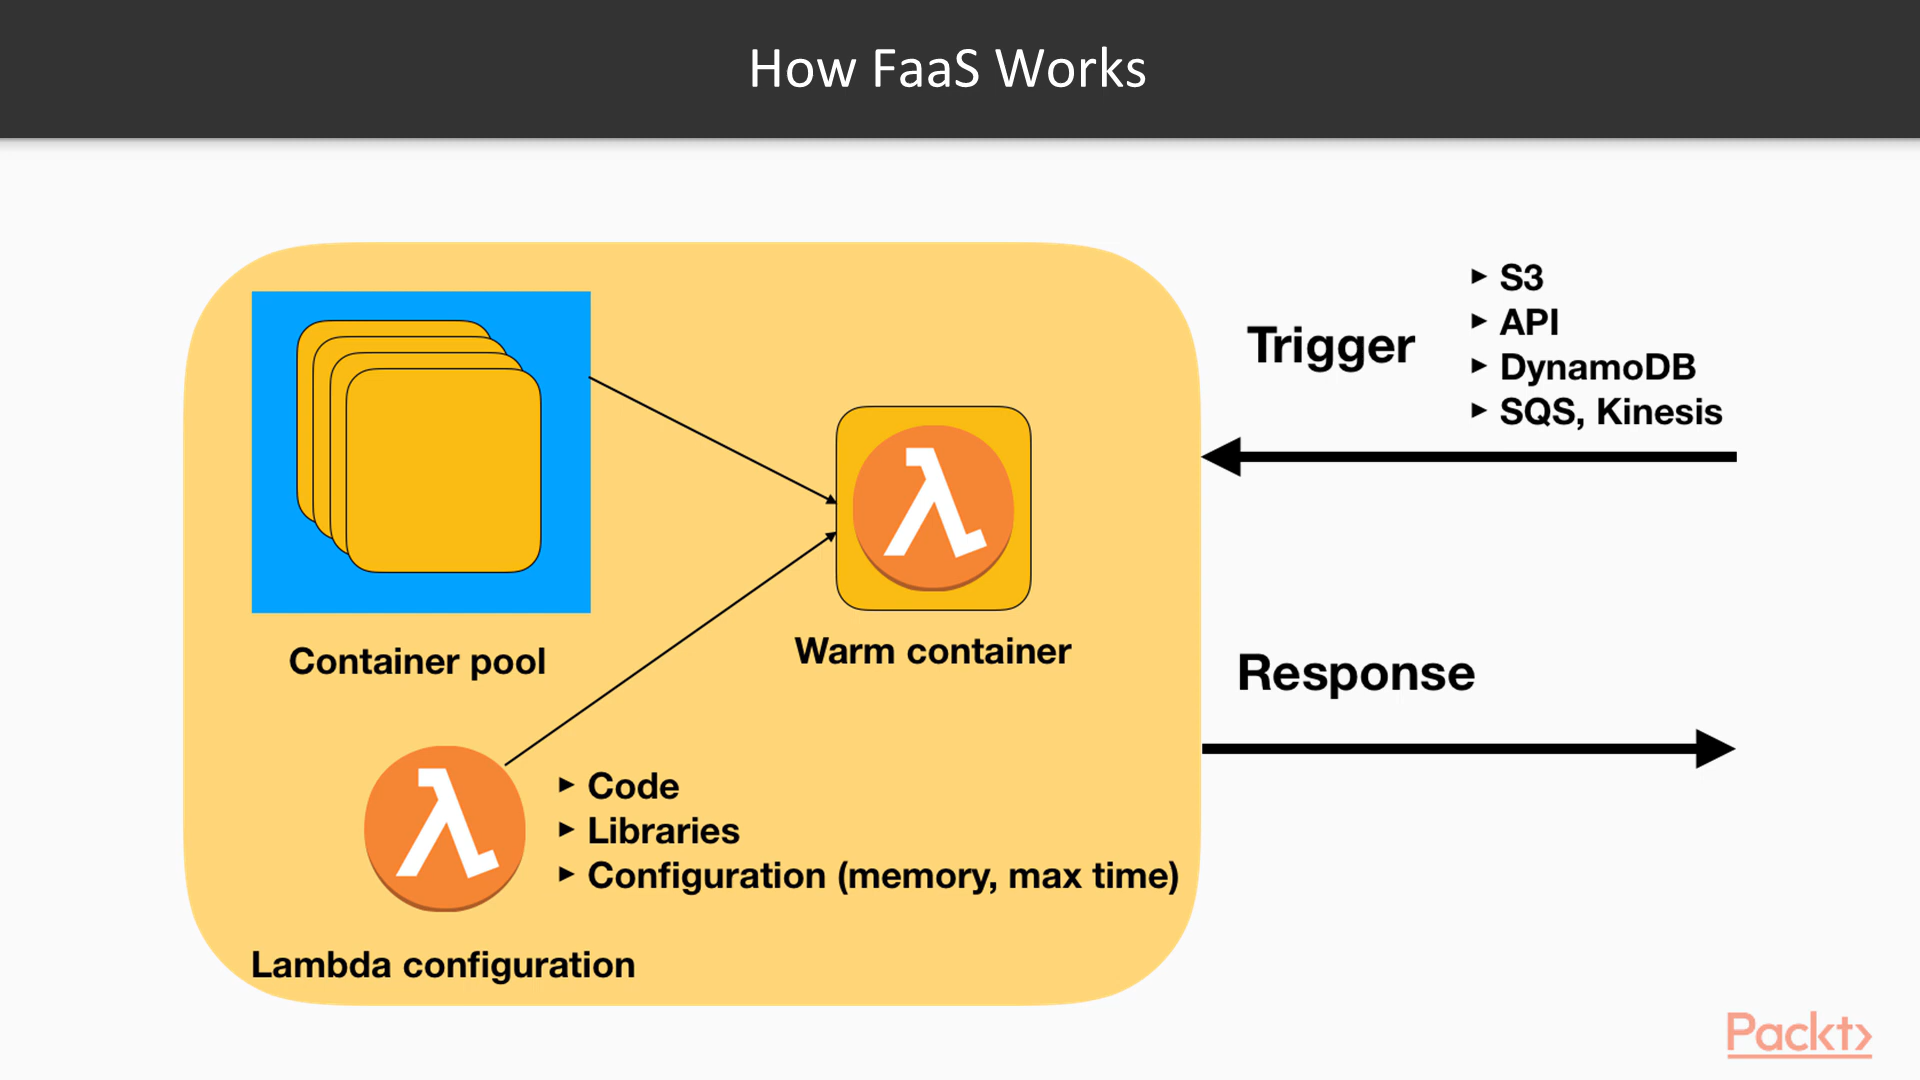 How FaaS Works
Container pool
Warm container
Lambda configuration
▸ Code
▸ Libraries
▸ Configuration (memory, max time)
Trigger
▸ S3
▸ API
▸ DynamoDB
▸ SQS, Kinesis
Response
Packt>